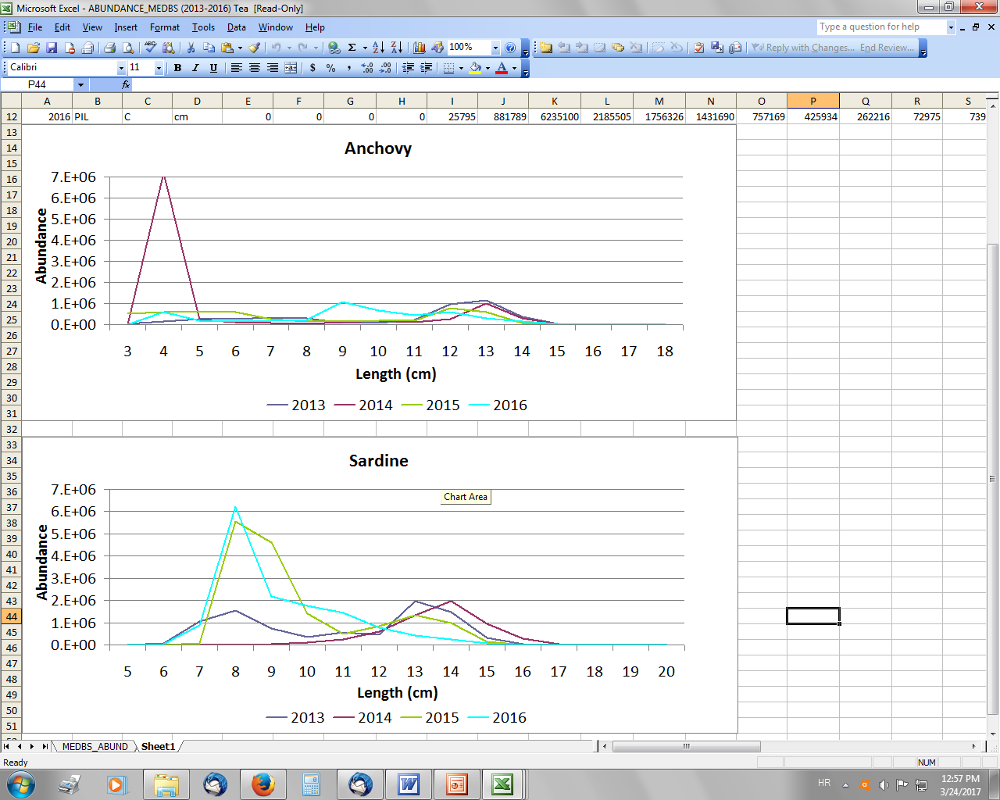 Microsoft Excel - ABUNDANCE_MEDBS (2013-2016) Tea [Read-Only]
File Edit View Insert Format Tools Data Window Help Type a question for help
100% Reply with Changes... End Review...
Calibri 11 B I U $ % ,
P44 fx
A B C D E F G H I J K L M N O P Q R S
12 2016 PIL C cm 0 0 0 0 25795 881789 6235100 2185505 1756326 1431690 757169 425934 262216 72975 739
13
14
15
16
17
18
19
20
21
22
23
24
25
26
27
28
29
30
31
32
33
34
35
36
37
38
39
40
41
42
43
44
45
46
47
48
49
50
51
Anchovy
Abundance
7.E+06
6.E+06
5.E+06
4.E+06
3.E+06
2.E+06
1.E+06
0.E+00
3 4 5 6 7 8 9 10 11 12 13 14 15 16 17 18
Length (cm)
2013 2014 2015 2016
Sardine
Chart Area
Abundance
7.E+06
6.E+06
5.E+06
4.E+06
3.E+06
2.E+06
1.E+06
0.E+00
5 6 7 8 9 10 11 12 13 14 15 16 17 18 19 20
Length (cm)
2013 2014 2015 2016
MEDBS_ABUND Sheet1
Ready NUM
HR 12:57 PM
3/24/2017